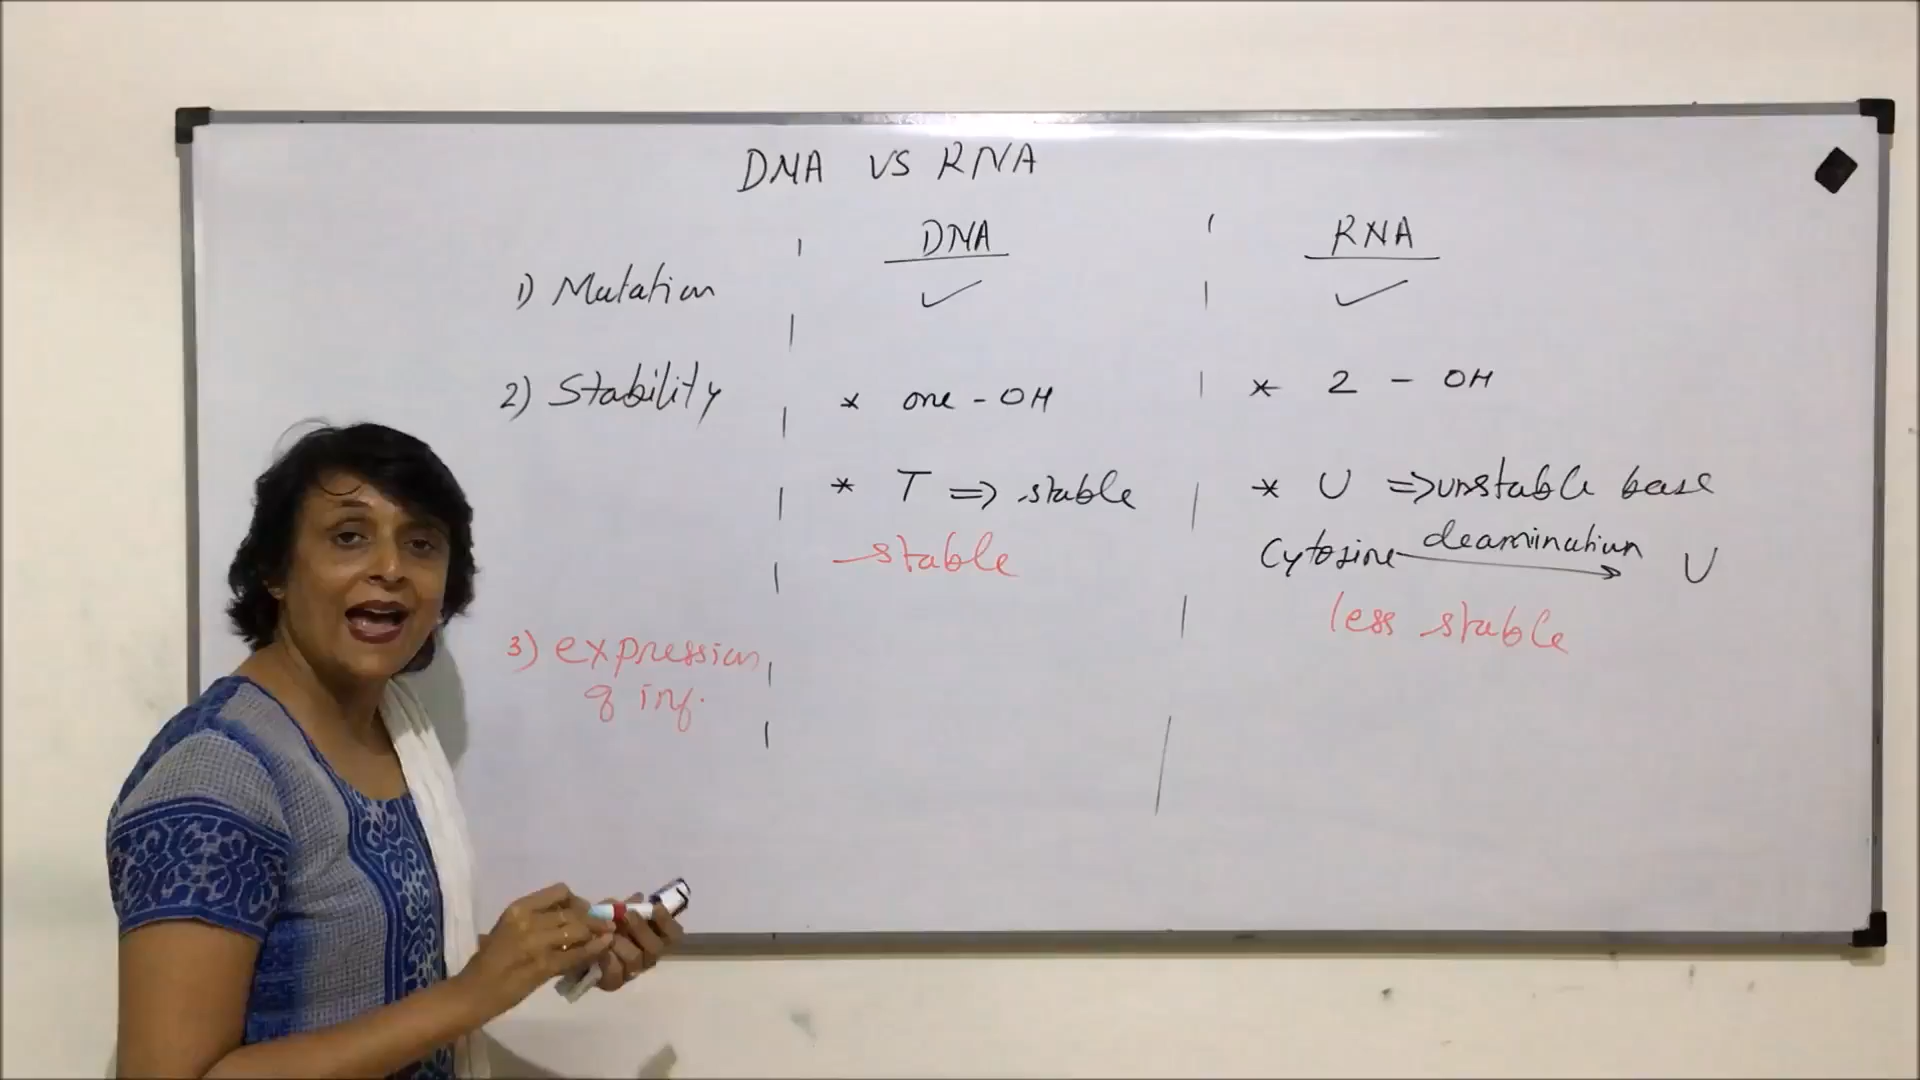 DNA VS RNA
DNA RNA
1) Mutation ✓ ✓
2) Stability * one - OH * 2 - OH
* T => stable * U => unstable base
stable Cytosine deamination U
less stable
3) expression
of inf.